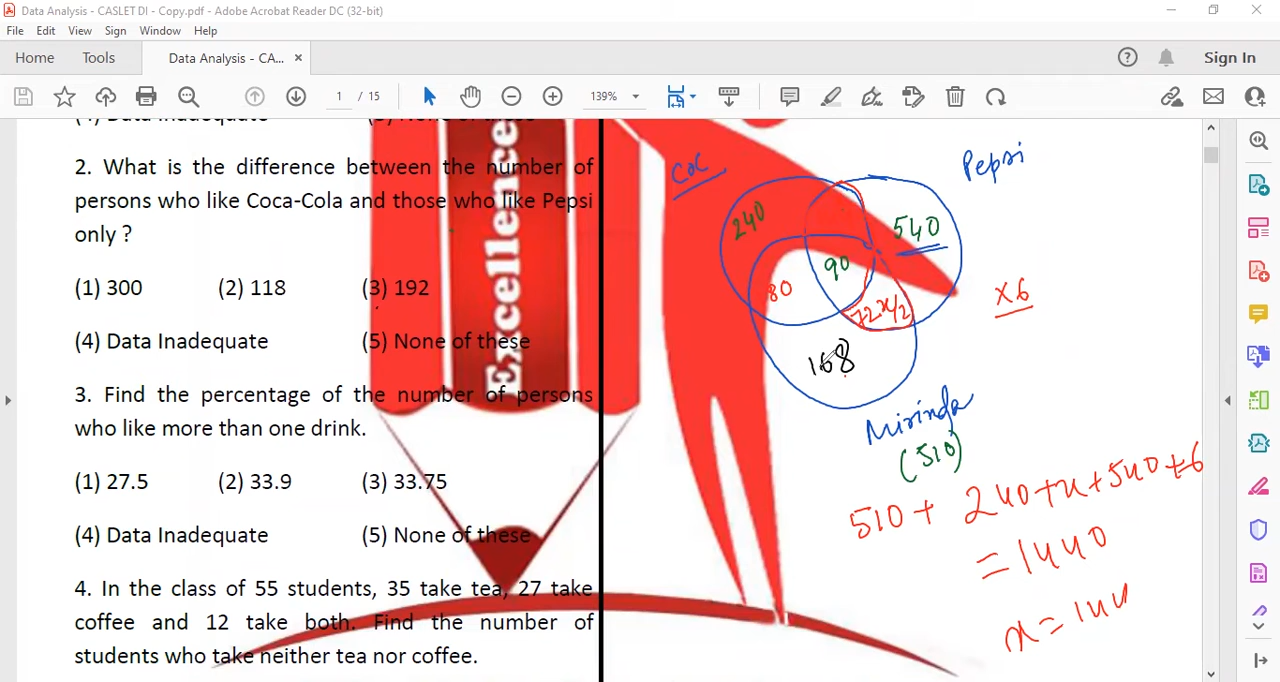 Data Analysis - CASLET DI - Copy.pdf - Adobe Acrobat Reader DC (32-bit)
File Edit View Sign Window Help
Home Tools Data Analysis - CA... × Sign In
1 / 15 139%
2. What is the difference between the number of
persons who like Coca-Cola and those who like Pepsi
only ?
(1) 300 (2) 118 (3) 192
(4) Data Inadequate (5) None of these
3. Find the percentage of the number of persons
who like more than one drink.
(1) 27.5 (2) 33.9 (3) 33.75
(4) Data Inadequate (5) None of these
4. In the class of 55 students, 35 take tea, 27 take
coffee and 12 take both. Find the number of
students who take neither tea nor coffee.
Excellence
Pepsi
240
540
90
80
72 x/2
x6
168
Mirinda
(510)
510 + 240+x+540+6
= 1440
x = 144